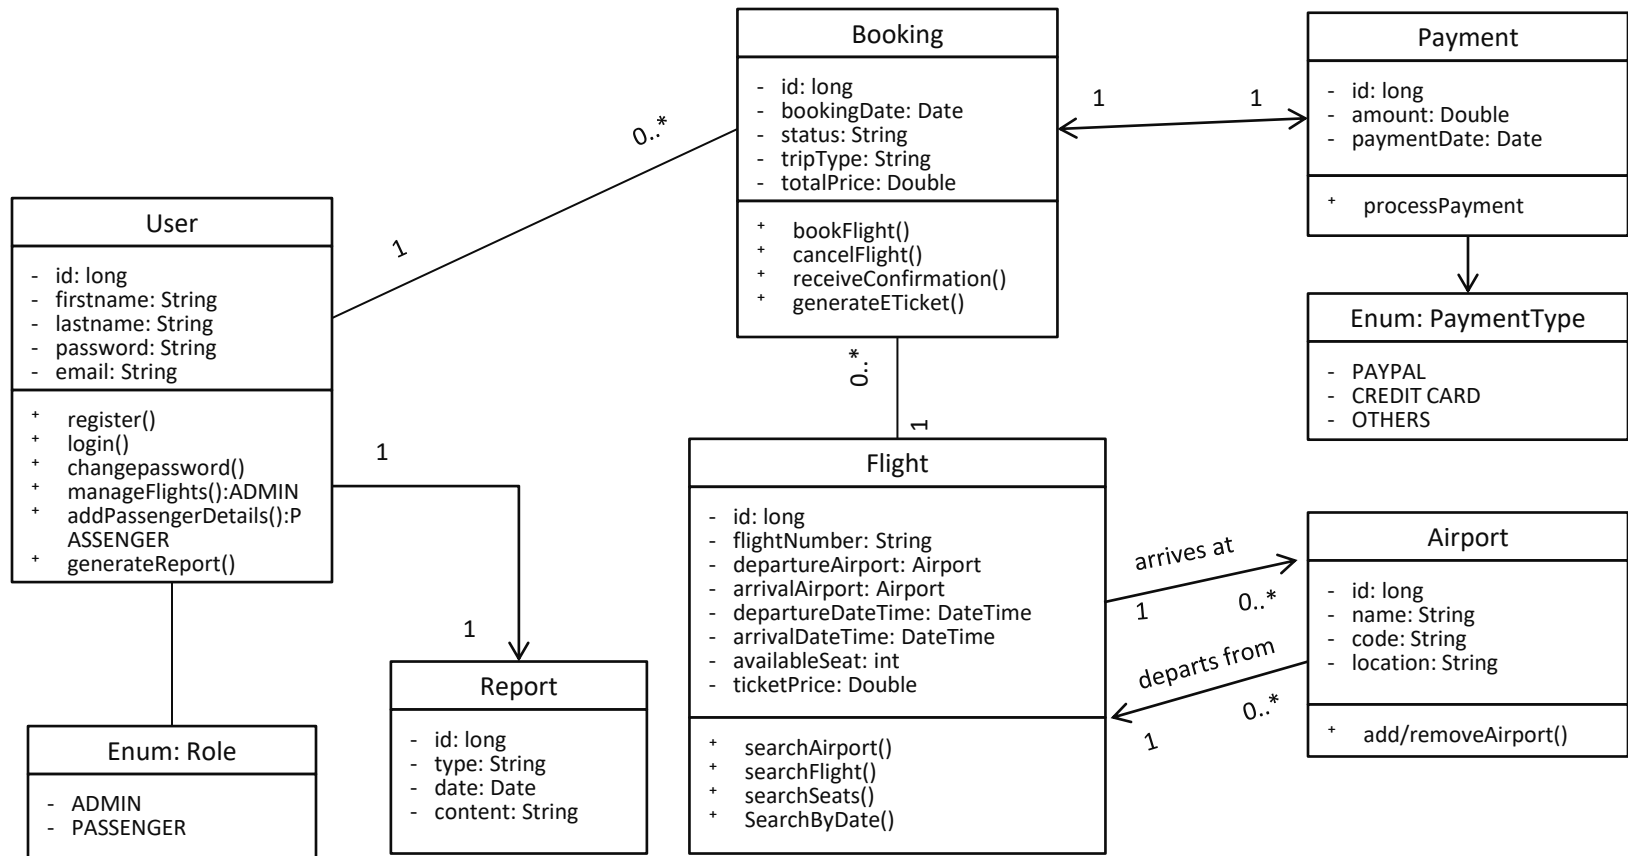 Booking
- id: long
- bookingDate: Date
- status: String
- tripType: String
- totalPrice: Double
+ bookFlight()
+ cancelFlight()
+ receiveConfirmation()
+ generateETicket()
Payment
- id: long
- amount: Double
- paymentDate: Date
+ processPayment
1
1
0..*
1
User
- id: long
- firstname: String
- lastname: String
- password: String
- email: String
+ register()
+ login()
+ changepassword()
+ manageFlights():ADMIN
+ addPassengerDetails():P
ASSENGER
+ generateReport()
Enum: PaymentType
- PAYPAL
- CREDIT CARD
- OTHERS
0..*
1
1
1
Flight
- id: long
- flightNumber: String
- departureAirport: Airport
- arrivalAirport: Airport
- departureDateTime: DateTime
- arrivalDateTime: DateTime
- availableSeat: int
- ticketPrice: Double
+ searchAirport()
+ searchFlight()
+ searchSeats()
+ SearchByDate()
arrives at
1
0..*
departs from
0..*
1
Airport
- id: long
- name: String
- code: String
- location: String
+ add/removeAirport()
Report
- id: long
- type: String
- date: Date
- content: String
Enum: Role
- ADMIN
- PASSENGER